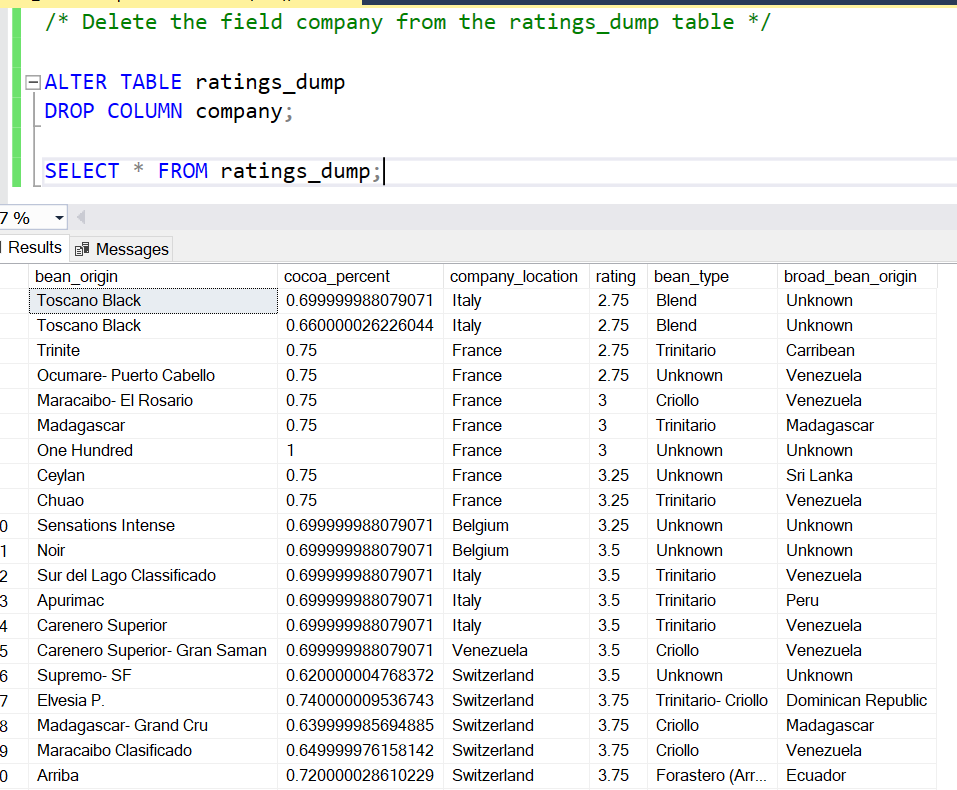 /* Delete the field company from the ratings_dump table */
ALTER TABLE ratings_dump
DROP COLUMN company;
SELECT * FROM ratings_dump;
7 %
Results Messages
bean_origin cocoa_percent company_location rating bean_type broad_bean_origin
Toscano Black 0.699999988079071 Italy 2.75 Blend Unknown
Toscano Black 0.660000026226044 Italy 2.75 Blend Unknown
Trinite 0.75 France 2.75 Trinitario Carribean
Ocumare- Puerto Cabello 0.75 France 2.75 Unknown Venezuela
Maracaibo- El Rosario 0.75 France 3 Criollo Venezuela
Madagascar 0.75 France 3 Trinitario Madagascar
One Hundred 1 France 3 Unknown Unknown
Ceylan 0.75 France 3.25 Unknown Sri Lanka
Chuao 0.75 France 3.25 Trinitario Venezuela
0 Sensations Intense 0.699999988079071 Belgium 3.25 Unknown Unknown
1 Noir 0.699999988079071 Belgium 3.5 Unknown Unknown
2 Sur del Lago Classificado 0.699999988079071 Italy 3.5 Trinitario Venezuela
3 Apurimac 0.699999988079071 Italy 3.5 Trinitario Peru
4 Carenero Superior 0.699999988079071 Italy 3.5 Trinitario Venezuela
5 Carenero Superior- Gran Saman 0.699999988079071 Venezuela 3.5 Criollo Venezuela
6 Supremo- SF 0.620000004768372 Switzerland 3.5 Unknown Unknown
7 Elvesia P. 0.740000009536743 Switzerland 3.75 Trinitario- Criollo Dominican Republic
8 Madagascar- Grand Cru 0.639999985694885 Switzerland 3.75 Criollo Madagascar
9 Maracaibo Clasificado 0.649999976158142 Switzerland 3.75 Criollo Venezuela
0 Arriba 0.720000028610229 Switzerland 3.75 Forastero (Arr... Ecuador